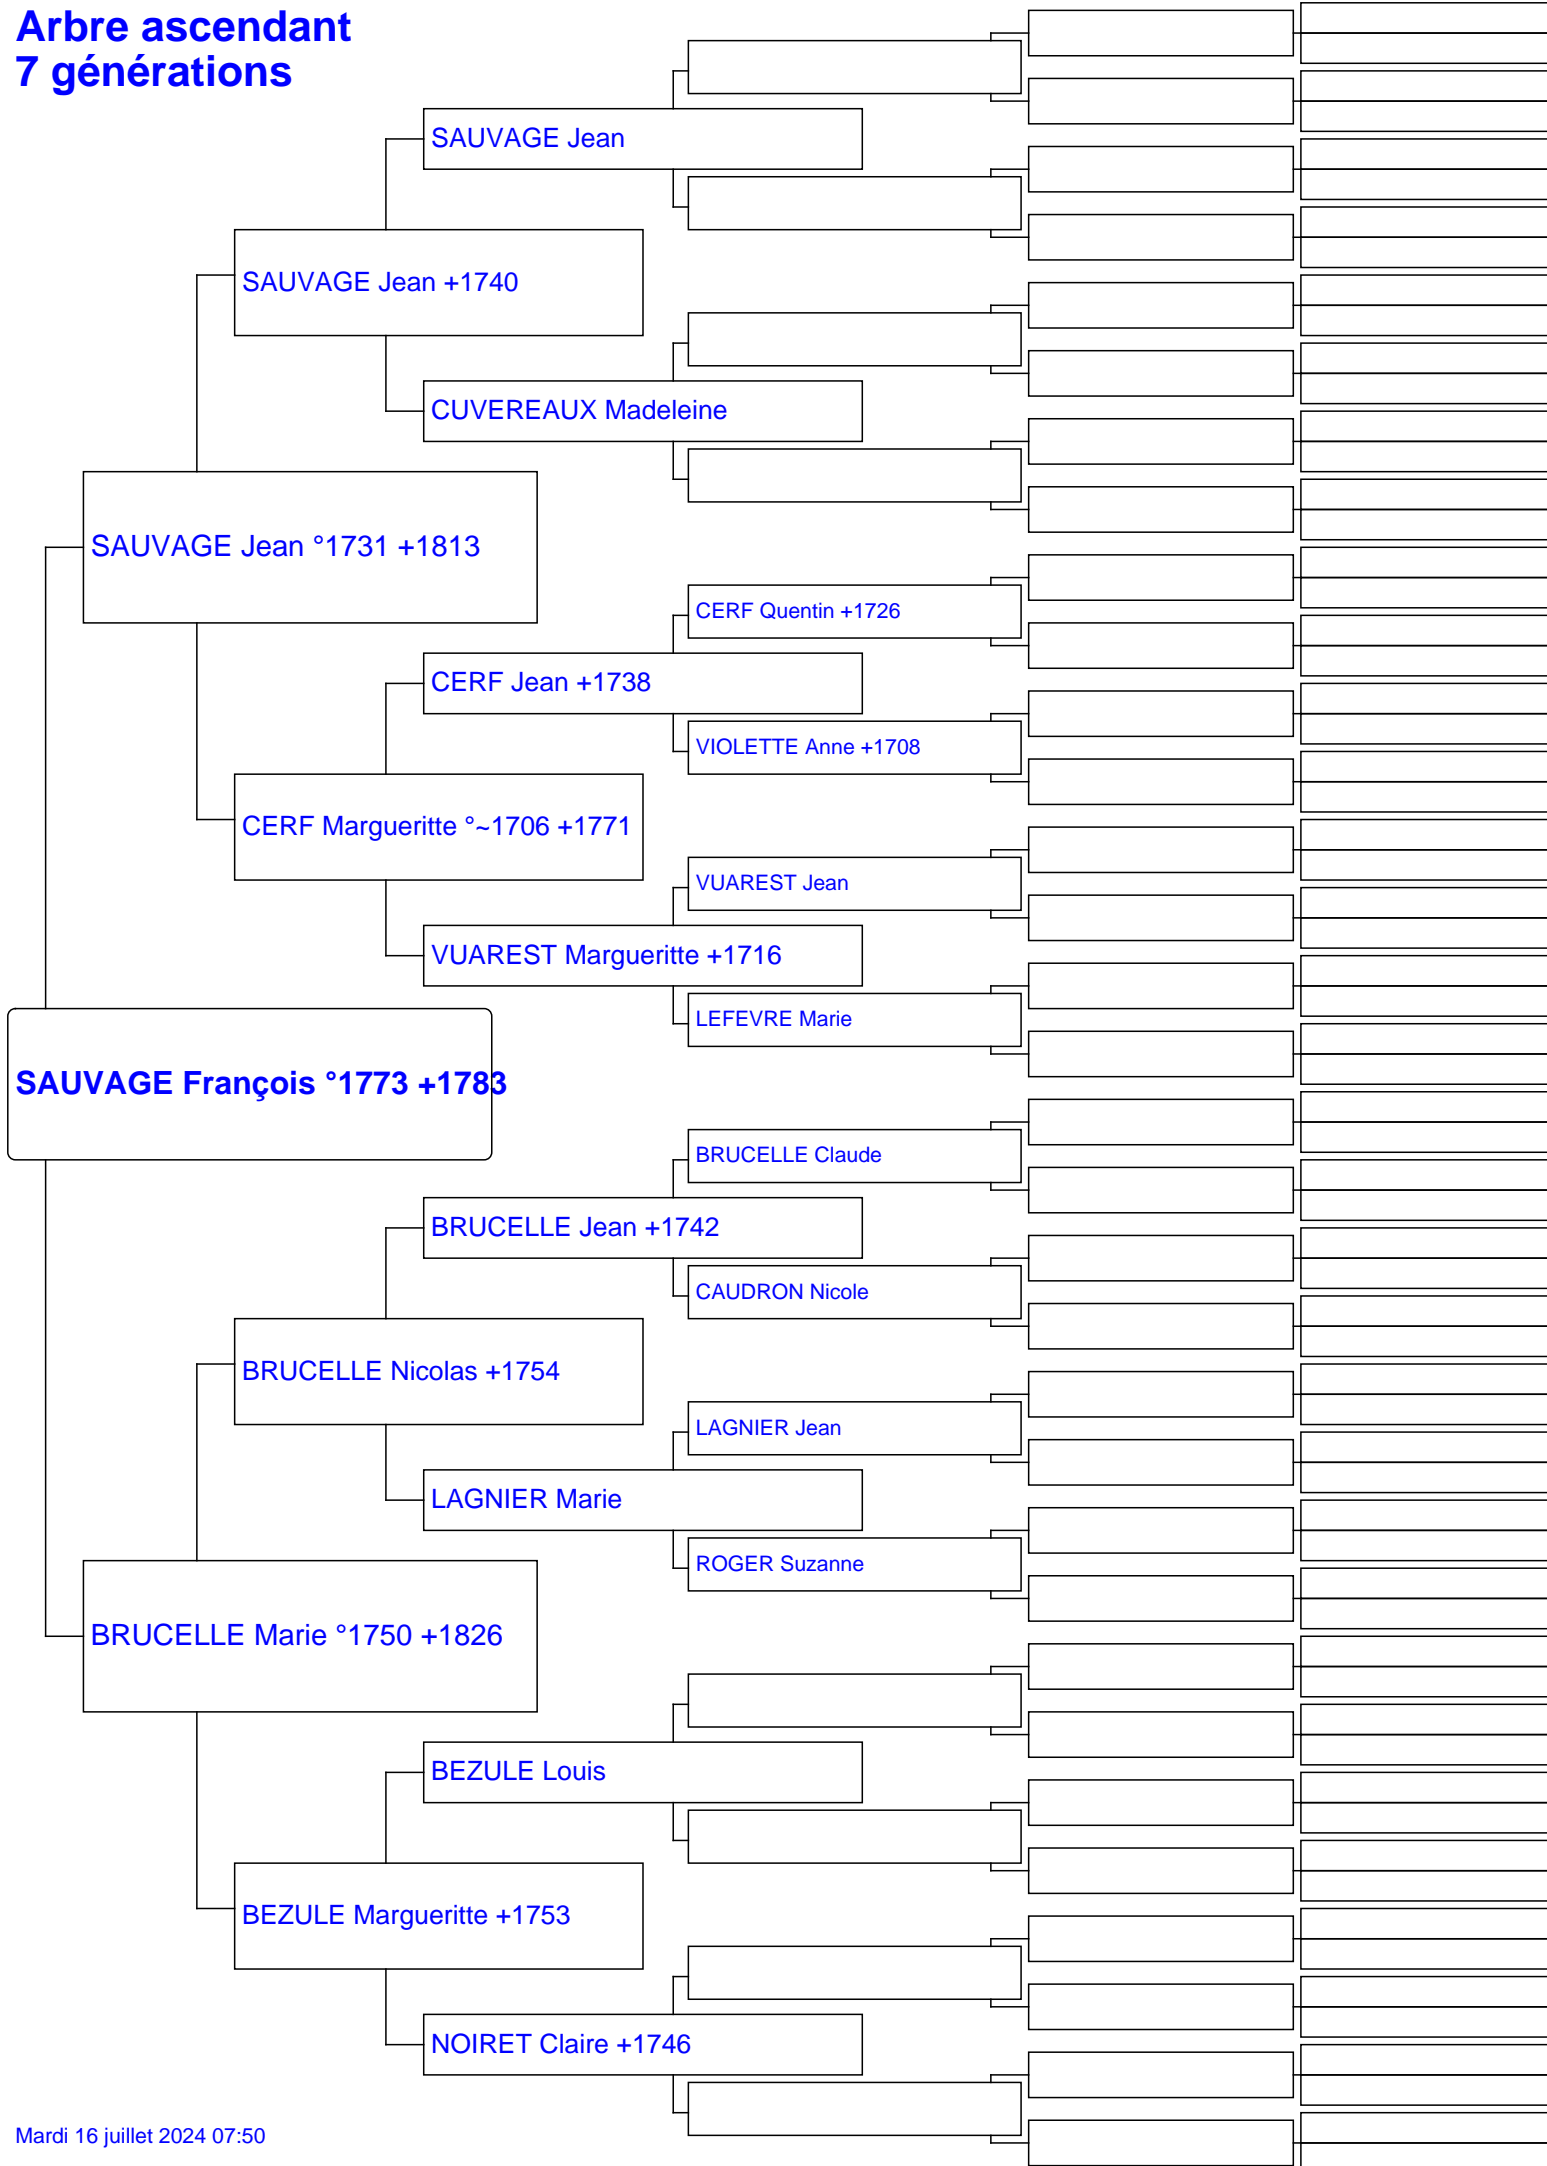 Arbre ascendant
7 générations
SAUVAGE Jean
SAUVAGE Jean +1740
CUVEREAUX Madeleine
SAUVAGE Jean °1731 +1813
CERF Quentin +1726
CERF Jean +1738
VIOLETTE Anne +1708
CERF Margueritte °~1706 +1771
VUAREST Jean
VUAREST Margueritte +1716
LEFEVRE Marie
SAUVAGE François °1773 +1783
BRUCELLE Claude
BRUCELLE Jean +1742
CAUDRON Nicole
BRUCELLE Nicolas +1754
LAGNIER Jean
LAGNIER Marie
ROGER Suzanne
BRUCELLE Marie °1750 +1826
BEZULE Louis
BEZULE Margueritte +1753
NOIRET Claire +1746
Mardi 16 juillet 2024 07:50